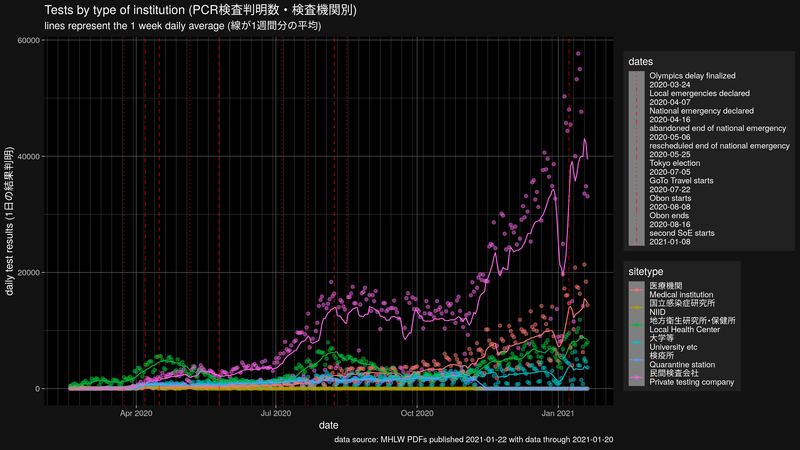 Tests by type of institution (PCR検査判明数・検査機関別)
lines represent the 1 week daily average (線が1週間分の平均)
daily test results (1日の結果判明)
60000
40000
20000
0
Apr 2020
Jul 2020
Oct 2020
Jan 2021
date
data source: MHLW PDFs published 2021-01-22 with data through 2021-01-20
dates
Olympics delay finalized
2020-03-24
Local emergencies declared
2020-04-07
National emergency declared
2020-04-16
abandoned end of national emergency
2020-05-06
rescheduled end of national emergency
2020-05-25
Tokyo election
2020-07-05
GoTo Travel starts
2020-07-22
Obon starts
2020-08-08
Obon ends
2020-08-16
second SoE starts
2021-01-08
sitetype
医療機関
Medical institution
国立感染症研究所
NIID
地方衛生研究所・保健所
Local Health Center
大学等
University etc
検疫所
Quarantine station
民間検査会社
Private testing company